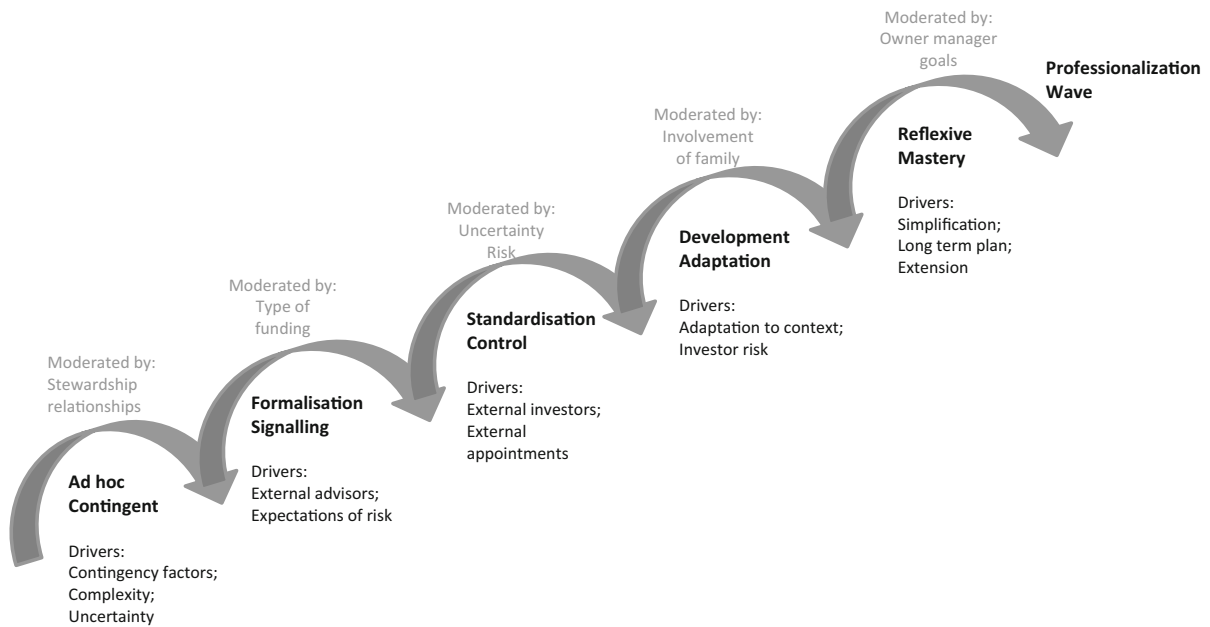 Moderated by:
Stewardship
relationships
Ad hoc
Contingent
Drivers:
Contingency factors;
Complexity;
Uncertainty
Moderated by:
Type of
funding
Formalisation
Signalling
Drivers:
External advisors;
Expectations of risk
Moderated by:
Uncertainty
Risk
Standardisation
Control
Drivers:
External investors;
External
appointments
Moderated by:
Involvement
of family
Development
Adaptation
Drivers:
Adaptation to context;
Investor risk
Moderated by:
Owner manager
goals
Reflexive
Mastery
Drivers:
Simplification;
Long term plan;
Extension
Professionalization
Wave